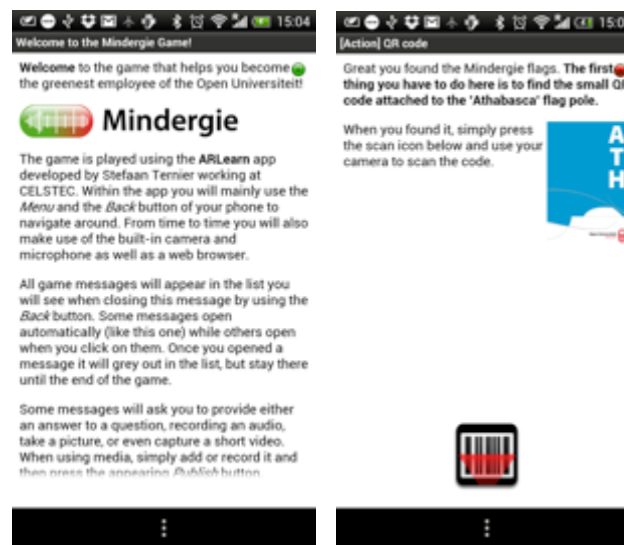 15:04
Welcome to the Mindergie Game!
Welcome to the game that helps you become
the greenest employee of the Open Universiteit!
Mindergie
The game is played using the ARLearn app
developed by Stefaan Ternier working at
CELSTEC. Within the app you will mainly use the
Menu and the Back button of your phone to
navigate around. From time to time you will also
make use of the built-in camera and
microphone as well as a web browser.
All game messages will appear in the list you
will see when closing this message by using the
Back button. Some messages open
automatically (like this one) while others open
when you click on them. Once you opened a
message it will grey out in the list, but stay there
until the end of the game.
Some messages will ask you to provide either
an answer to a question, recording an audio,
take a picture, or even capture a short video.
When using media, simply add or record it and
then press the appearing Publish button
15:0
[Action] QR code
Great you found the Mindergie flags. The first
thing you have to do here is to find the small QR
code attached to the 'Athabasca' flag pole.
When you found it, simply press
the scan icon below and use your
camera to scan the code.
A
T
H